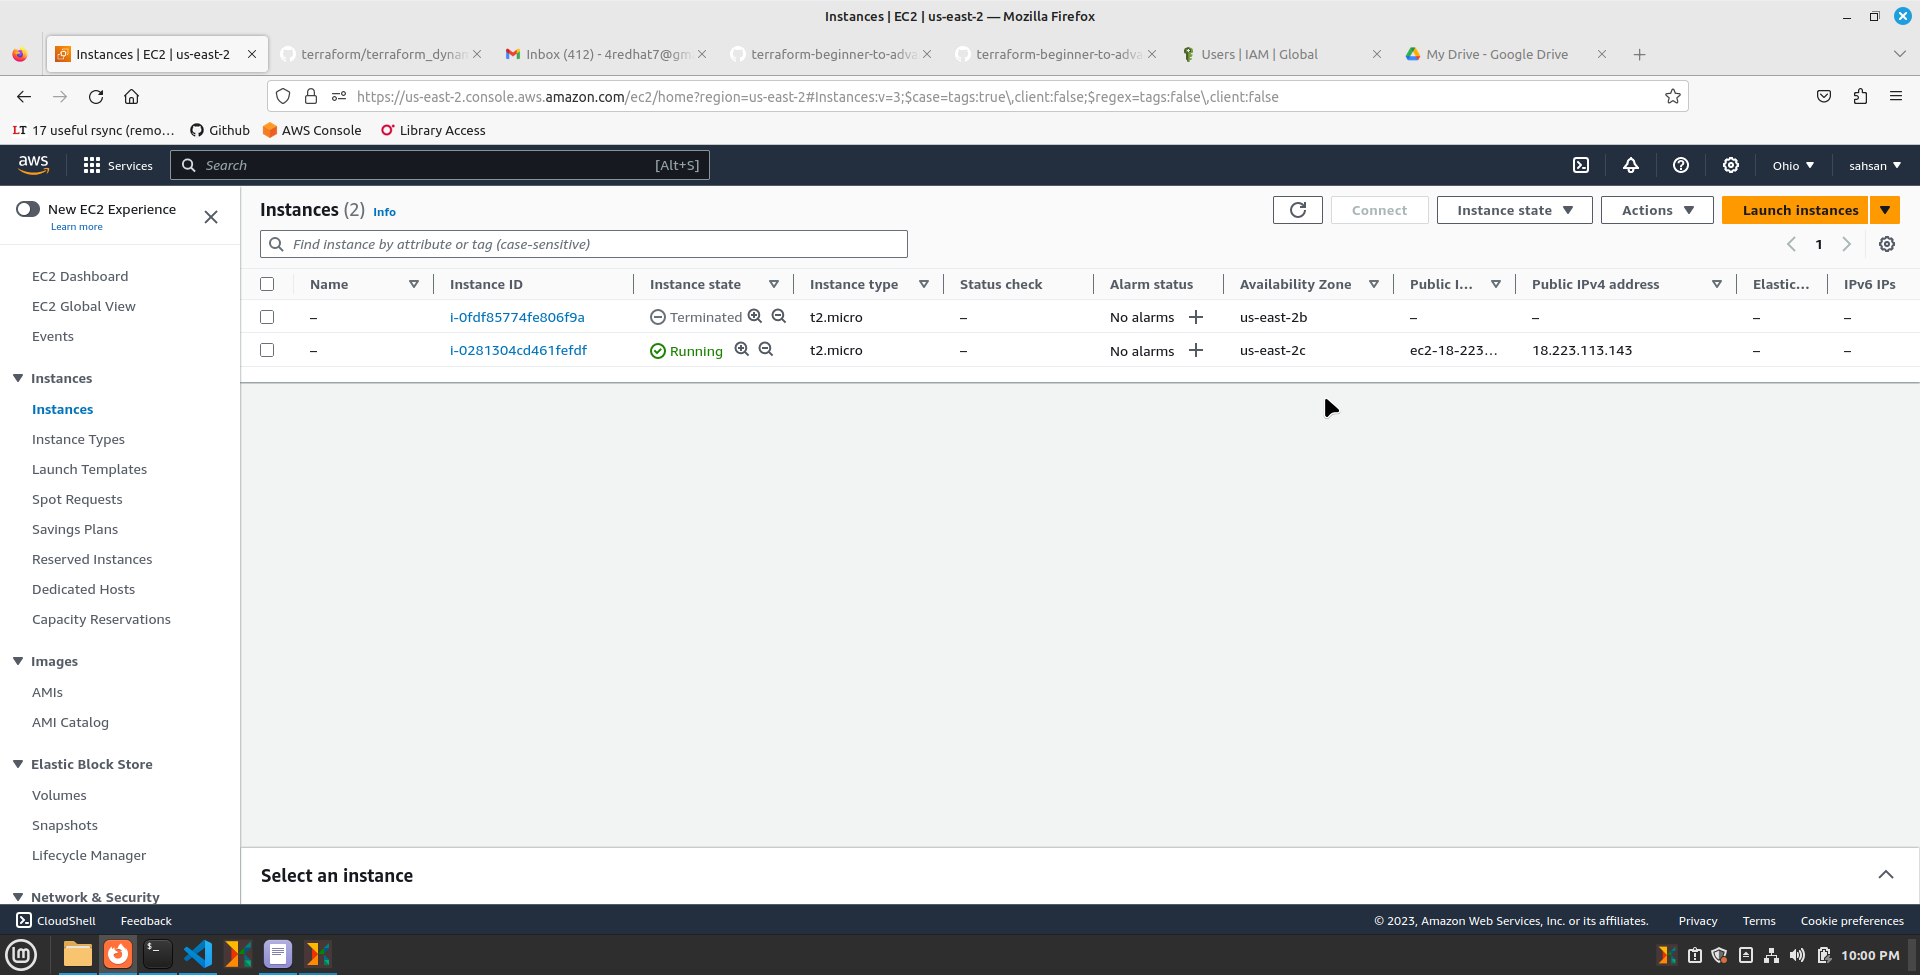 Instances | EC2 | us-east-2 — Mozilla Firefox
Instances | EC2 | us-east-2
terraform/terraform_dynam
Inbox (412) - 4redhat7@gm
terraform-beginner-to-adva
terraform-beginner-to-adva
Users | IAM | Global
My Drive - Google Drive
https://us-east-2.console.aws.amazon.com/ec2/home?region=us-east-2#Instances:v=3;$case=tags:true\,client:false;$regex=tags:false\,client:false
LT 17 useful rsync (remo…
Github
AWS Console
Library Access
aws
Services
Search
[Alt+S]
Ohio
sahsan
New EC2 Experience
Learn more
EC2 Dashboard
EC2 Global View
Events
Instances
Instances
Instance Types
Launch Templates
Spot Requests
Savings Plans
Reserved Instances
Dedicated Hosts
Capacity Reservations
Images
AMIs
AMI Catalog
Elastic Block Store
Volumes
Snapshots
Lifecycle Manager
Network & Security
Instances (2) Info
Connect
Instance state
Actions
Launch instances
Find instance by attribute or tag (case-sensitive)
1
Name Instance ID Instance state Instance type Status check Alarm status Availability Zone Public I... Public IPv4 address Elastic... IPv6 IPs
– i-0fdf85774fe806f9a Terminated t2.micro – No alarms us-east-2b – – – –
– i-0281304cd461fefdf Running t2.micro – No alarms us-east-2c ec2-18-223... 18.223.113.143 – –
Select an instance
CloudShell
Feedback
© 2023, Amazon Web Services, Inc. or its affiliates.
Privacy
Terms
Cookie preferences
10:00 PM